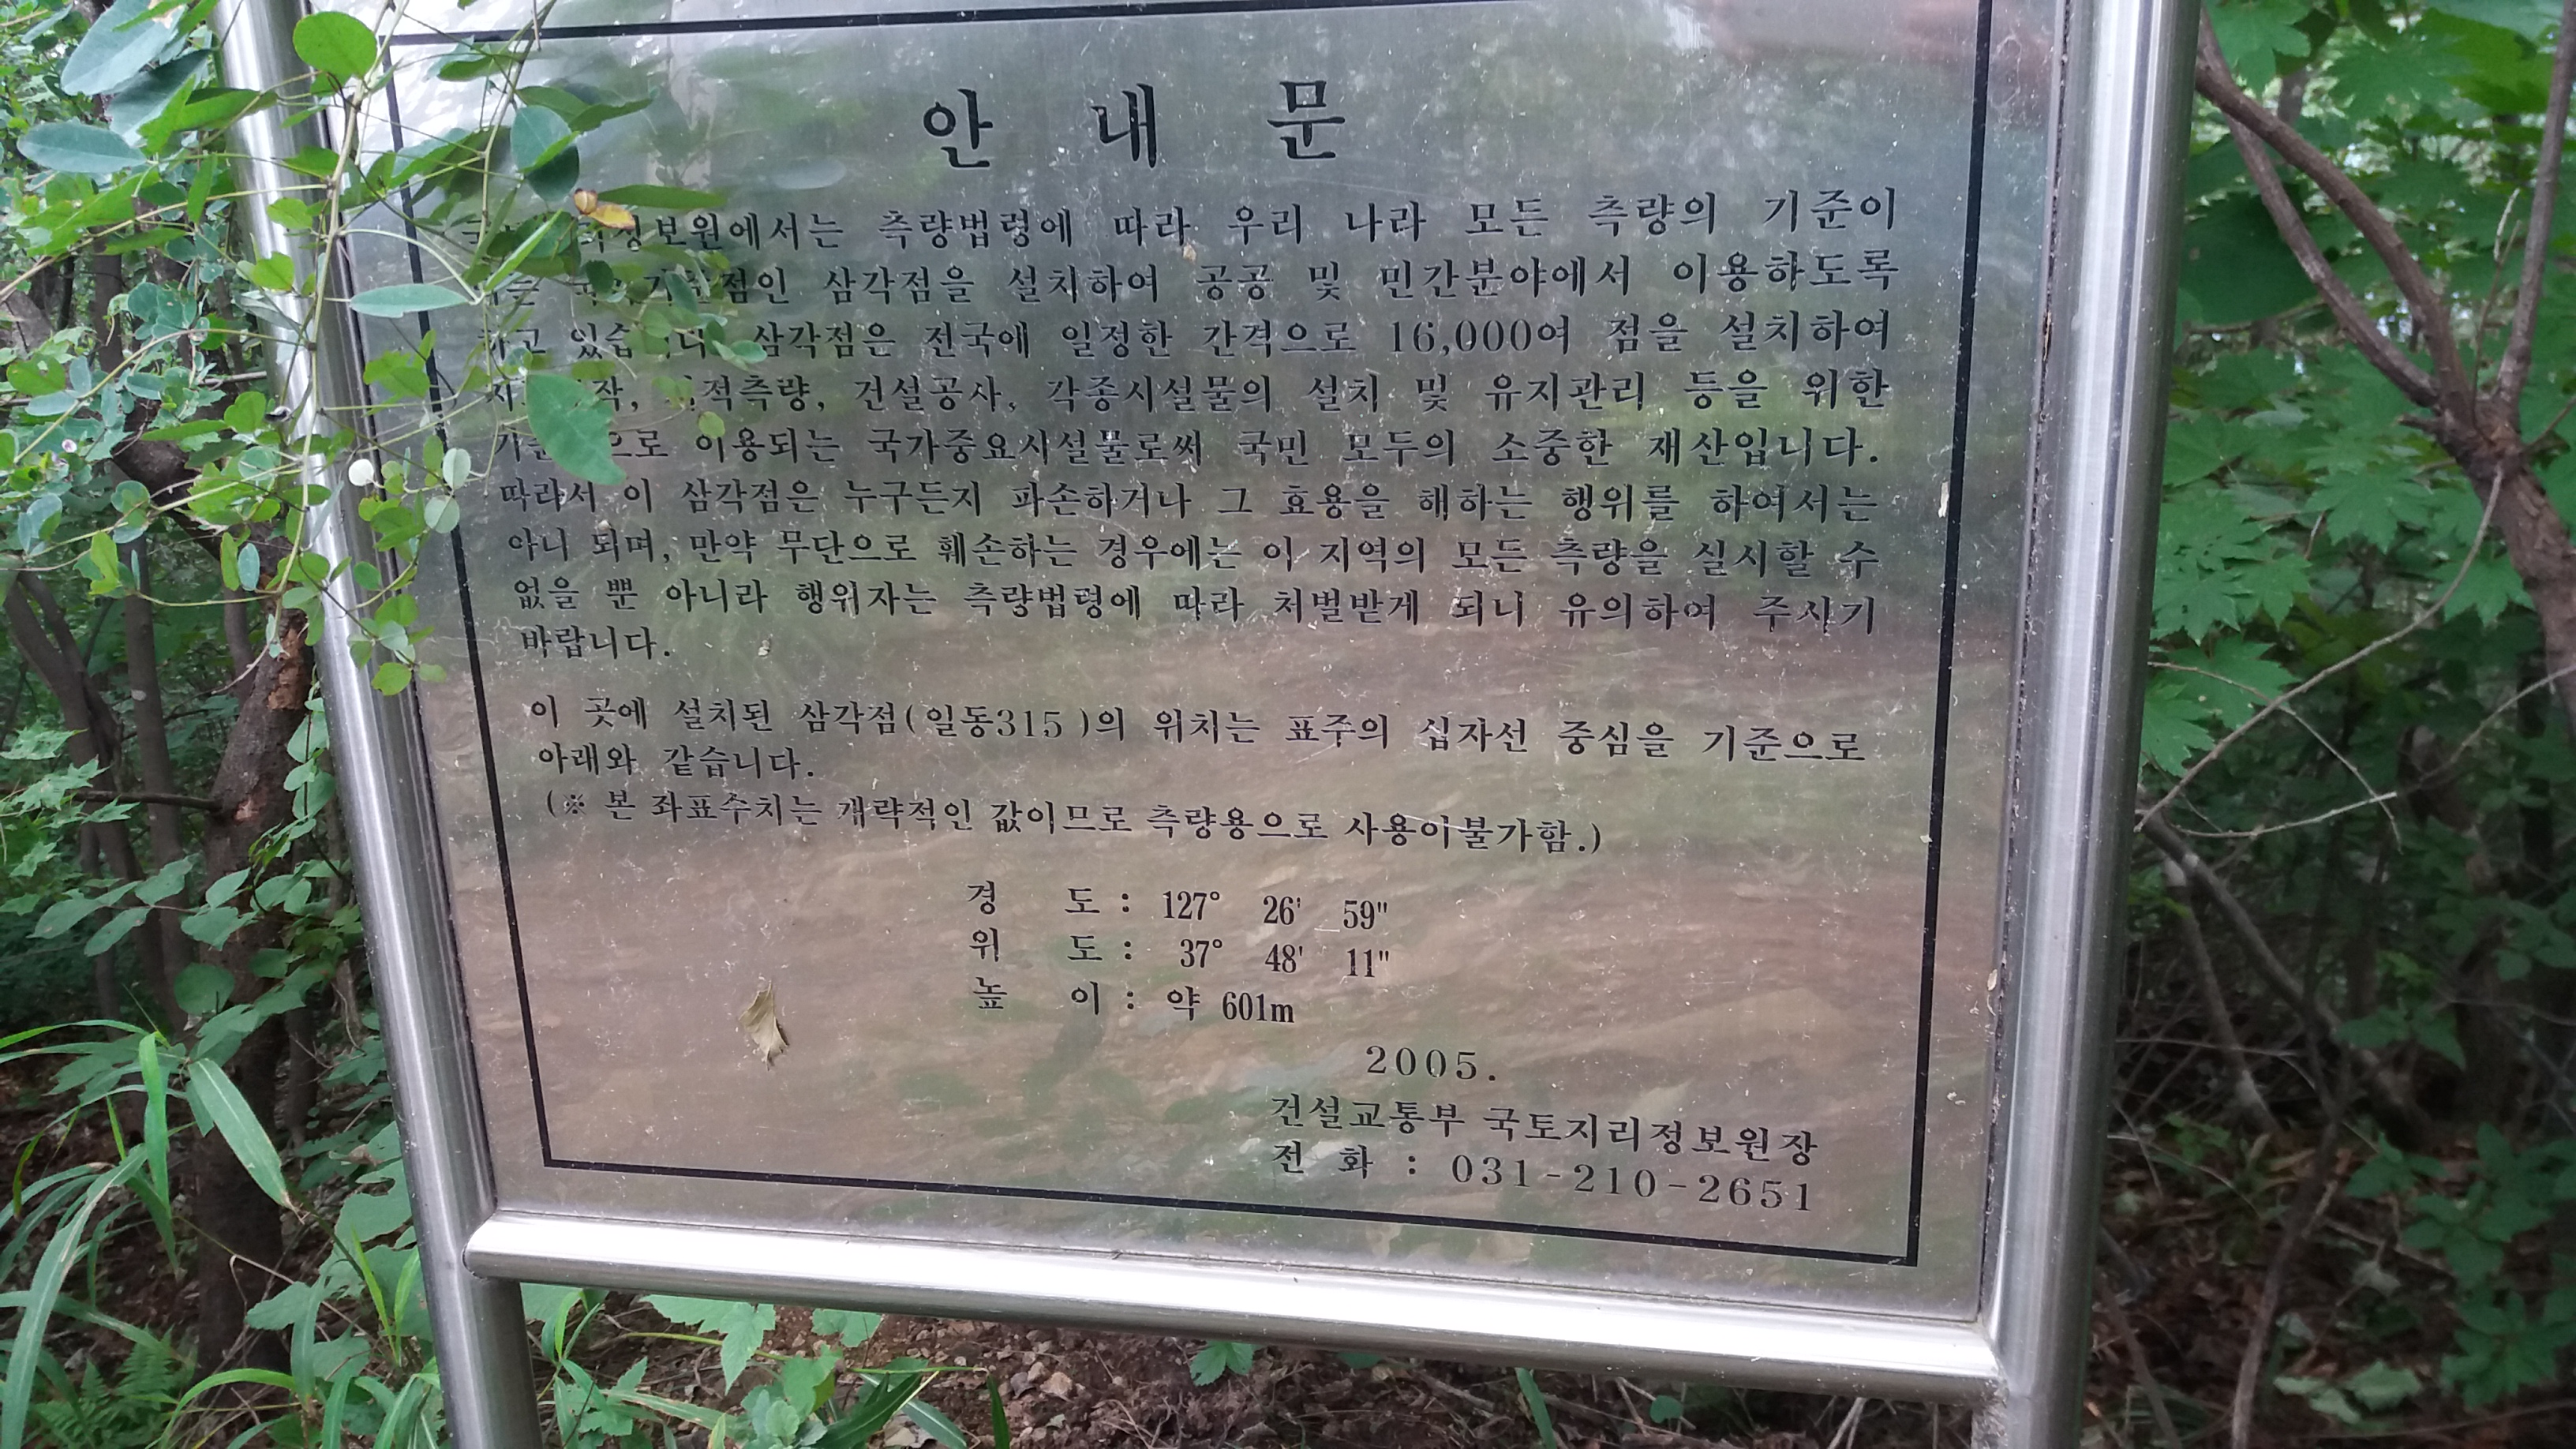 안 내 문
측량법령에 따라 우리 나라 모든 측량의 기준이
삼각점을 설치하여 공공 및 민간분야에서 이용하도록
삼각점은 전국에 일정한 간격으로 16,000여 점을 설치하여
건설공사, 각종시설물의 설치 및 유지관리 등을 위한
이용되는 국가중요시설물로써 국민 모두의 소중한 재산입니다.
따라서 이 삼각점은 누구든지 파손하거나 그 효용을 해하는 행위를 하여서는
아니 되며, 만약 무단으로 훼손하는 경우에는 이 지역의 모든 측량을 실시할 수
없을 뿐 아니라 행위자는 측량법령에 따라 처벌받게 되니 유의하여 주시기
바랍니다.
이 곳에 설치된 삼각점(일동315)의 위치는 표주의 십자선 중심을 기준으로
아래와 같습니다.
(※ 본 좌표수치는 개략적인 값이므로 측량용으로 사용이불가함.)
경 도 : 127° 26' 59"
위 도 : 37° 48' 11"
높 이 : 약 601m
2005.
건설교통부 국토지리정보원장
전 화 : 031-210-2651